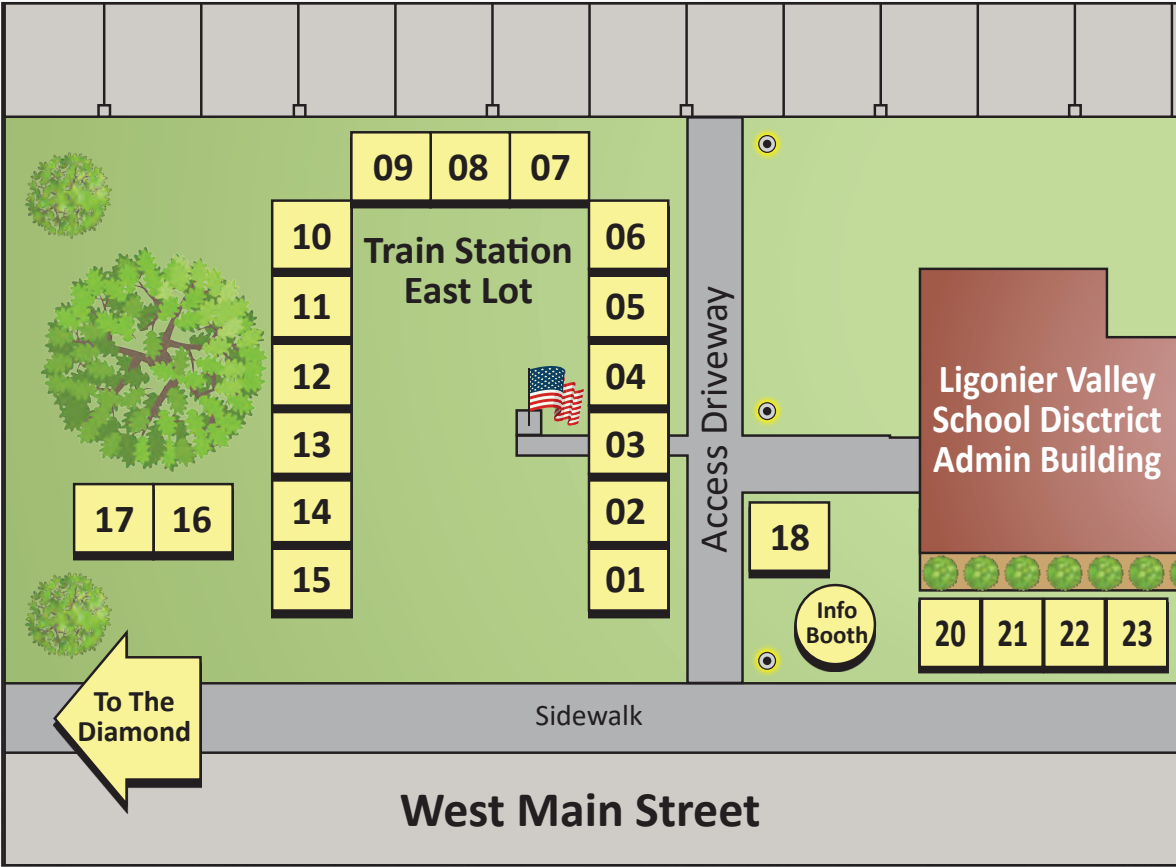 09 08 07
10
06
Train Station
East Lot
11
05
12
04
13
03
14
02
15
01
17 16
Access Driveway
Ligonier Valley
School Disctrict
Admin Building
18
Info
Booth
20 21 22 23
To The
Diamond
Sidewalk
West Main Street